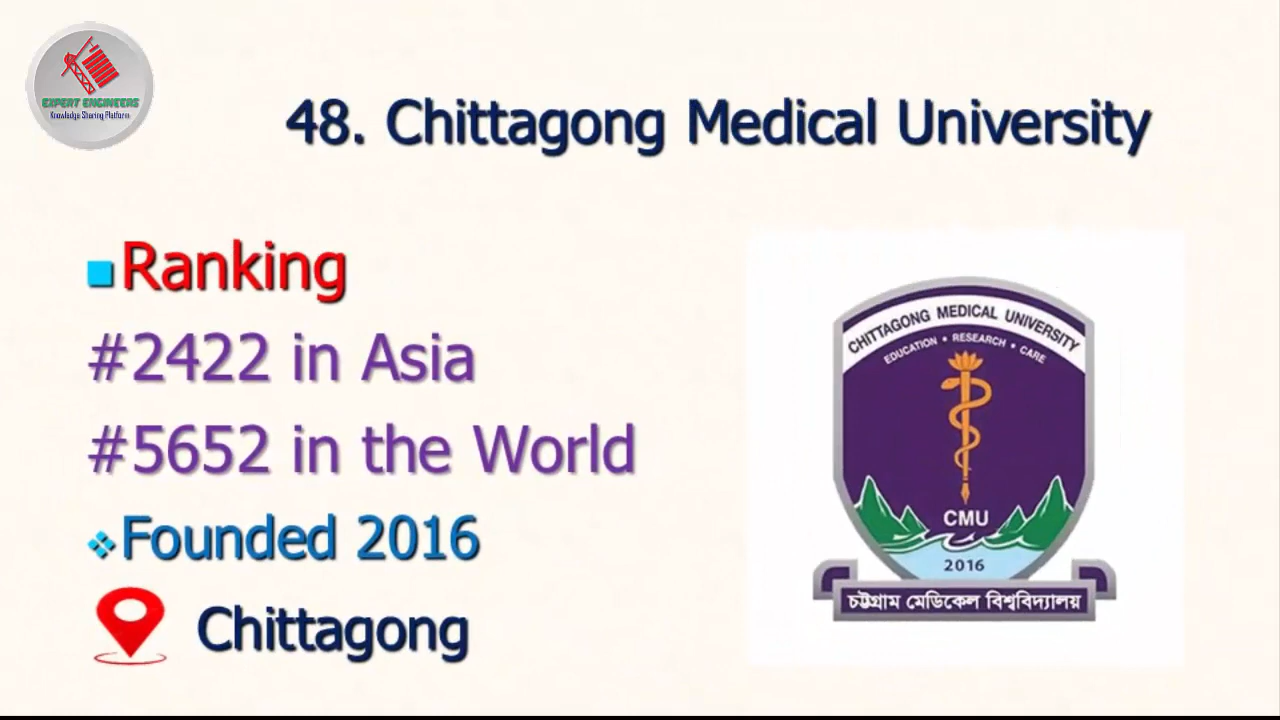 EXPERT ENGINEERS
Knowledge Sharing Platform
48. Chittagong Medical University
Ranking
#2422 in Asia
#5652 in the World
Founded 2016
Chittagong
CHITTAGONG MEDICAL UNIVERSITY
EDUCATION • RESEARCH • CARE
CMU
2016
চট্টগ্রাম মেডিকেল বিশ্ববিদ্যালয়